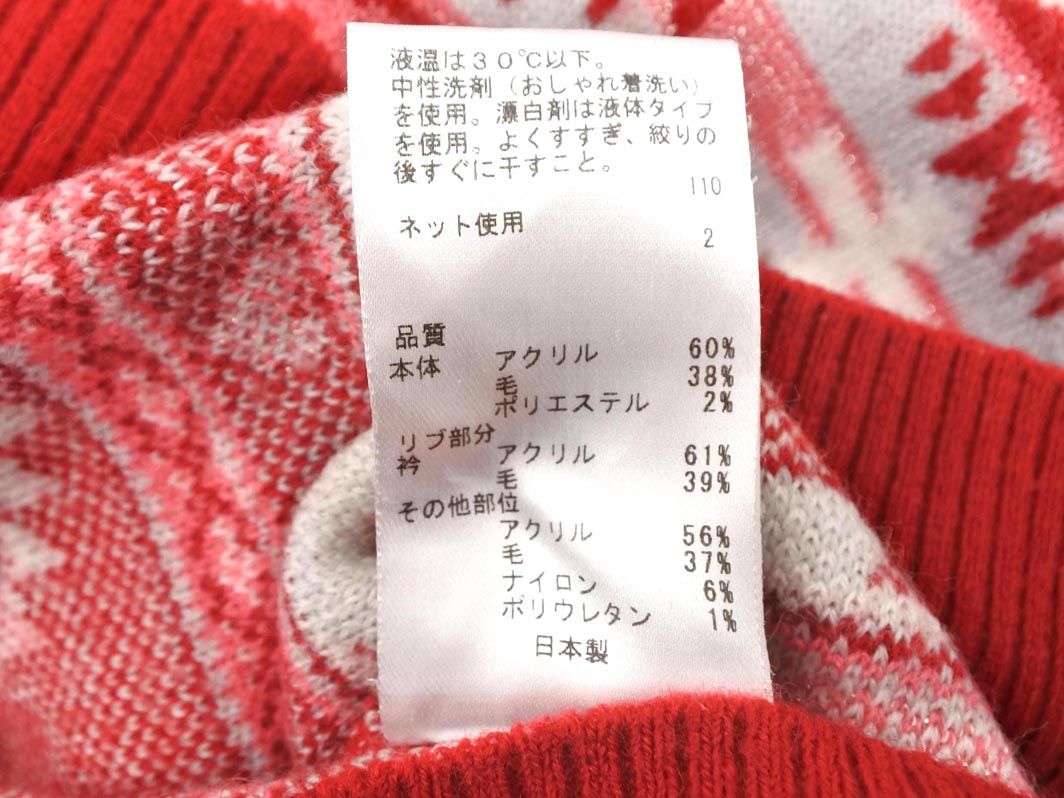 液温は30℃以下。
中性洗剤（おしゃれ着洗い）
を使用。漂白剤は液体タイプ
を使用。よくすすぎ、絞りの
後すぐに干すこと。
110
ネット使用
2
品質
本体 アクリル 60%
毛 38%
ポリエステル 2%
リブ部分
衿 アクリル 61%
毛 39%
その他部位
アクリル 56%
毛 37%
ナイロン 6%
ポリウレタン 1%
日本製